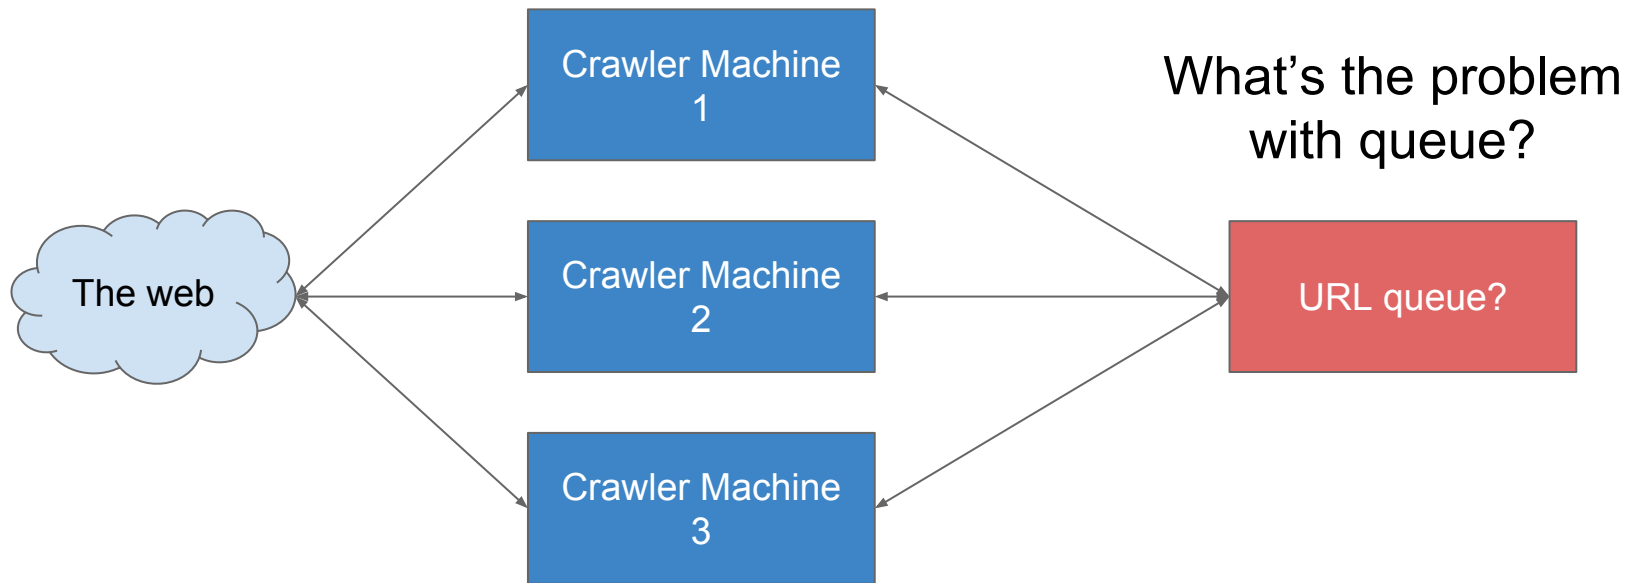 Crawler Machine
1
What’s the problem
with queue?
The web
Crawler Machine
2
URL queue?
Crawler Machine
3